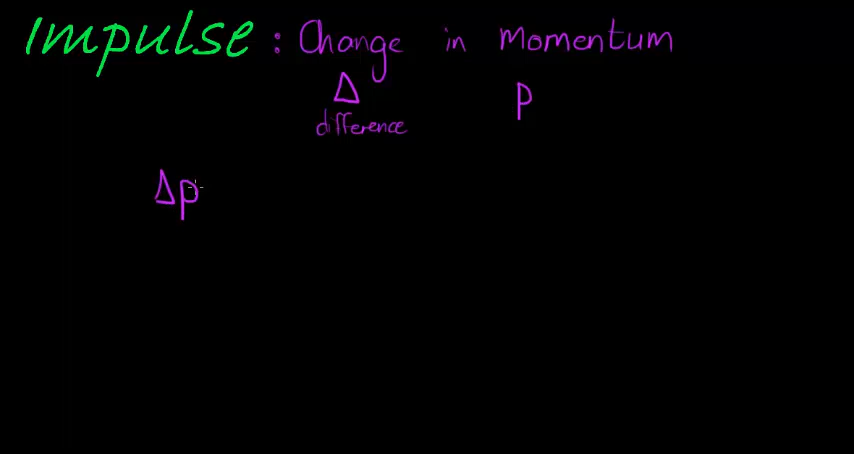 Impulse : Change in Momentum
Δ p
difference
Δp